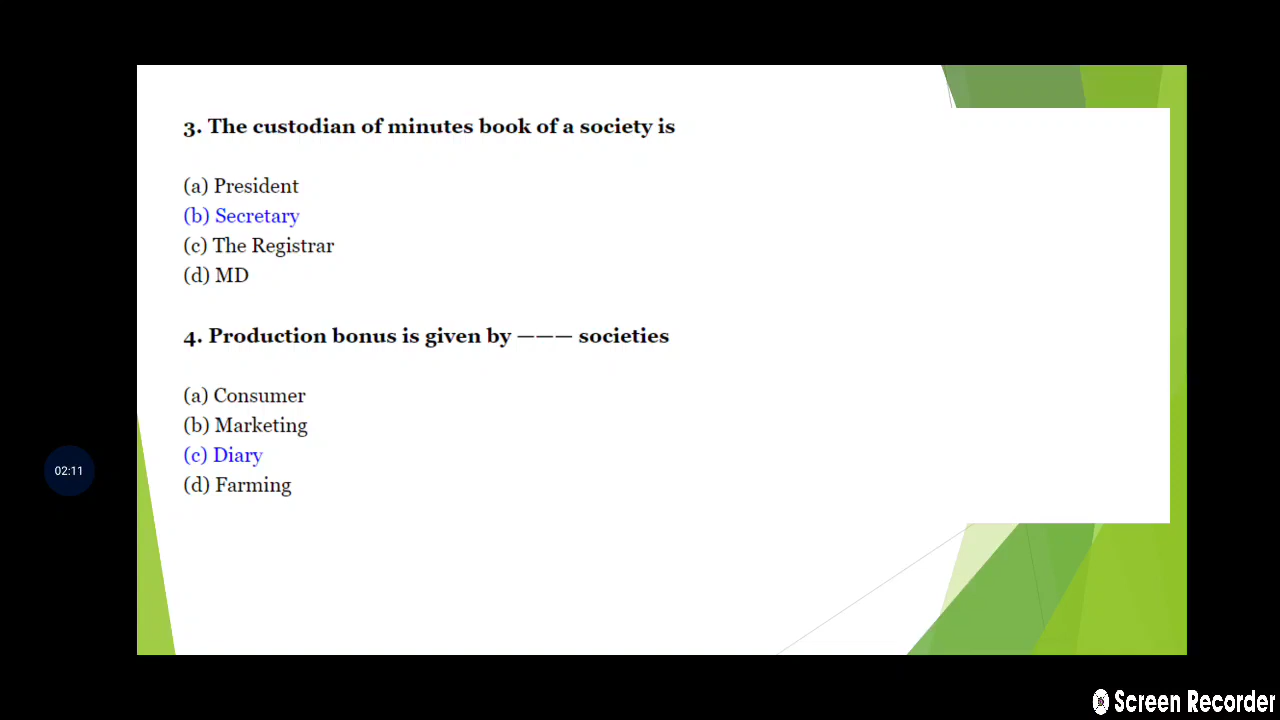 3. The custodian of minutes book of a society is
(a) President
(b) Secretary
(c) The Registrar
(d) MD
4. Production bonus is given by ——— societies
(a) Consumer
(b) Marketing
(c) Diary
(d) Farming
02:11
Screen Recorder